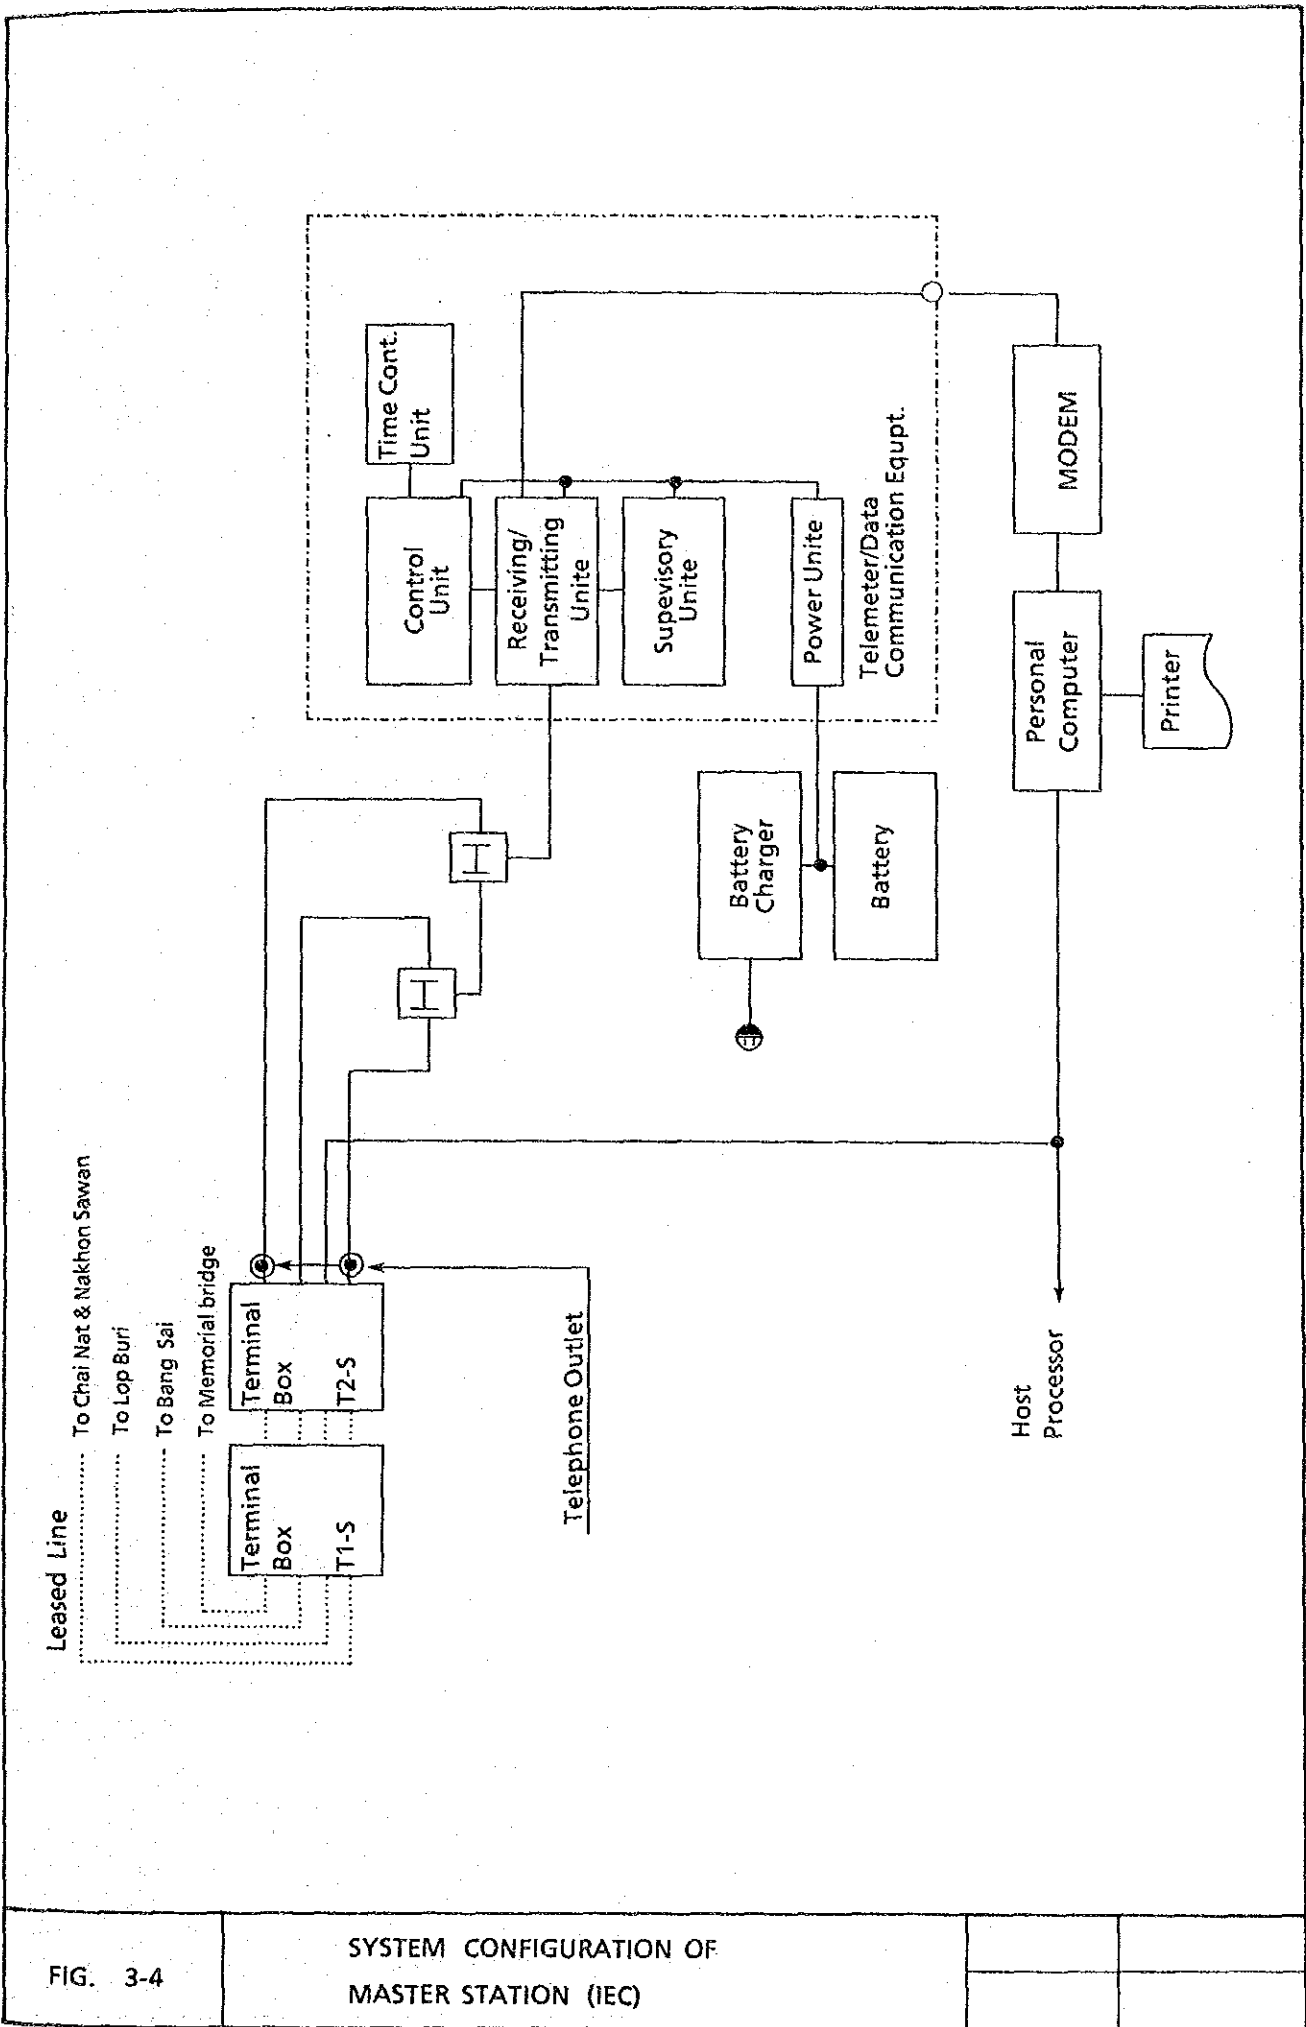 Leased Line
To Chai Nat & Nakhon Sawan
To Lop Buri
To Bang Sai
To Memorial bridge
Terminal
Box
T1-S
Terminal
Box
T2-S
Telephone Outlet
H
H
Time Cont.
Unit
Control
Unit
Receiving/
Transmitting
Unite
Supevisory
Unite
Power Unite
Telemeter/Data
Communication Equpt.
Battery
Charger
Battery
Host
Processor
Personal
Computer
MODEM
Printer
FIG. 3-4
SYSTEM CONFIGURATION OF
MASTER STATION (IEC)